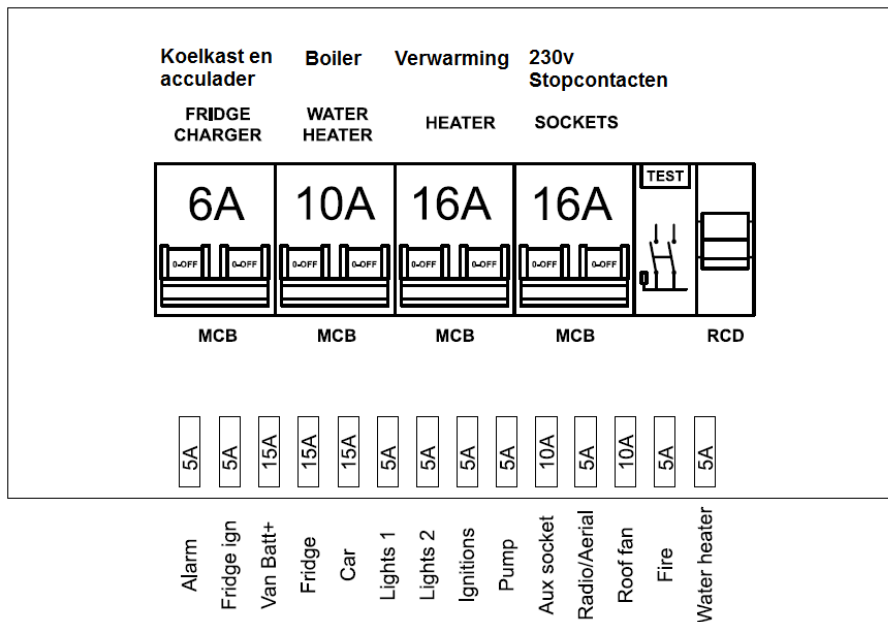 Koelkast en
acculader
Boiler
Verwarming
230v
Stopcontacten
FRIDGE
CHARGER
WATER
HEATER
HEATER
SOCKETS
6A
10A
16A
16A
TEST
0-OFF 0-OFF 0-OFF 0-OFF 0-OFF 0-OFF 0-OFF 0-OFF
MCB MCB MCB MCB RCD
5A 5A 15A 15A 15A 5A 5A 5A 5A 10A 5A 10A 5A 5A
Alarm
Fridge ign
Van Batt+
Fridge
Car
Lights 1
Lights 2
Ignitions
Pump
Aux socket
Radio/Aerial
Roof fan
Fire
Water heater